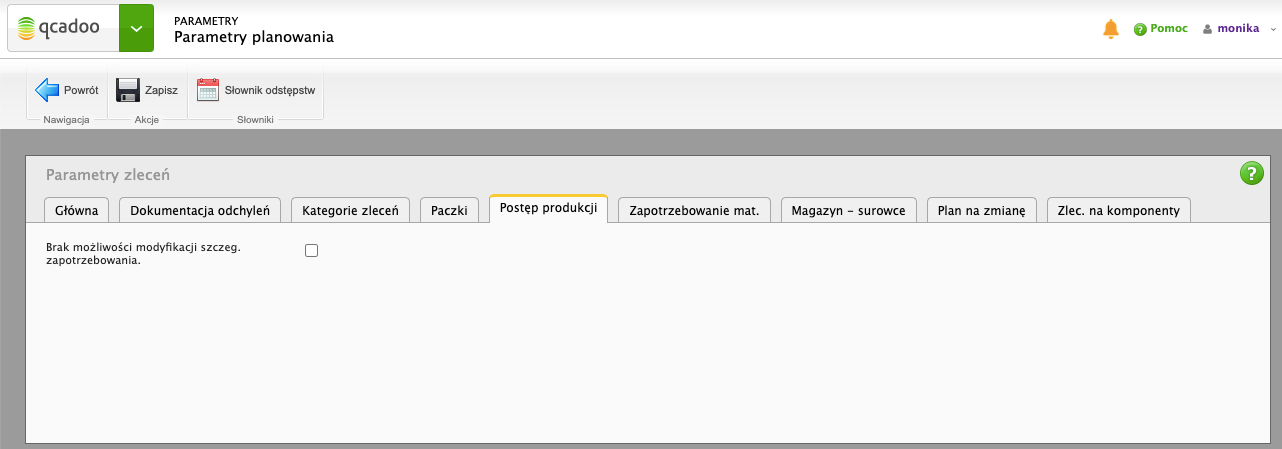 qcadoo
PARAMETRY
Parametry planowania
Pomoc
monika
Powrót
Zapisz
Słownik odstępstw
Nawigacja
Akcje
Słowniki
Parametry zleceń
?
Główna
Dokumentacja odchyleń
Kategorie zleceń
Paczki
Postęp produkcji
Zapotrzebowanie mat.
Magazyn - surowce
Plan na zmianę
Zlec. na komponenty
Brak możliwości modyfikacji szczeg.
zapotrzebowania.